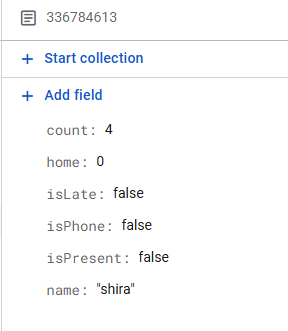 336784613
+ Start collection
+ Add field
count: 4
home: 0
isLate: false
isPhone: false
isPresent: false
name: "shira"